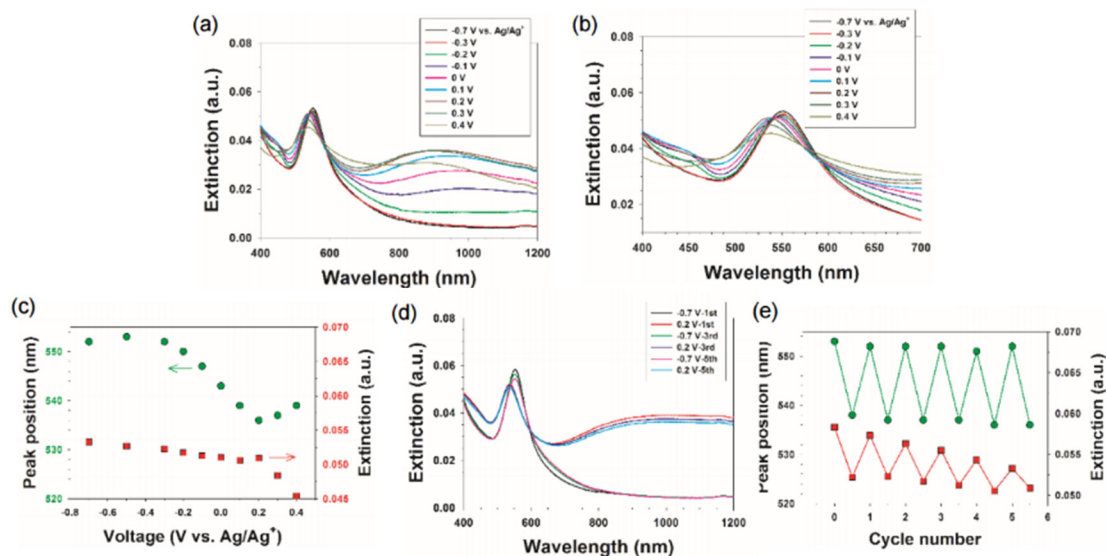 (a)
-0.7 V vs. Ag/Ag⁺
-0.3 V
-0.2 V
-0.1 V
0 V
0.1 V
0.2 V
0.3 V
0.4 V
Extinction (a.u.)
0.08
0.06
0.04
0.02
0.00
400 600 800 1000 1200
Wavelength (nm)
(b)
-0.7 V vs. Ag/Ag⁺
-0.3 V
-0.2 V
-0.1 V
0 V
0.1 V
0.2 V
0.3 V
0.4 V
Extinction (a.u.)
0.08
0.06
0.04
0.02
400 450 500 550 600 650 700
Wavelength (nm)
(c)
Peak position (nm)
550
540
530
520
0.070
0.065
0.060
0.055
0.050
0.045
Extinction (a.u.)
-0.8 -0.6 -0.4 -0.2 0.0 0.2 0.4
Voltage (V vs. Ag/Ag⁺)
(d)
-0.7 V-1st
0.2 V-1st
-0.7 V-3rd
0.2 V-3rd
-0.7 V-5th
0.2 V-5th
Extinction (a.u.)
0.08
0.06
0.04
0.02
0.00
400 600 800 1000 1200
Wavelength (nm)
(e)
Peak position (nm)
550
540
530
520
0.070
0.065
0.060
0.055
0.050
Extinction (a.u.)
0 1 2 3 4 5 6
Cycle number